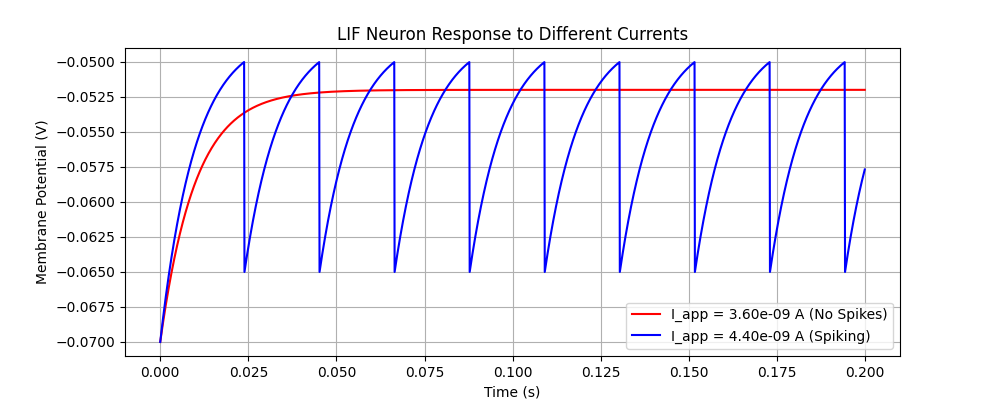 LIF Neuron Response to Different Currents
Membrane Potential (V)
−0.0500
−0.0525
−0.0550
−0.0575
−0.0600
−0.0625
−0.0650
−0.0675
−0.0700
I_app = 3.60e-09 A (No Spikes)
I_app = 4.40e-09 A (Spiking)
0.000 0.025 0.050 0.075 0.100 0.125 0.150 0.175 0.200
Time (s)